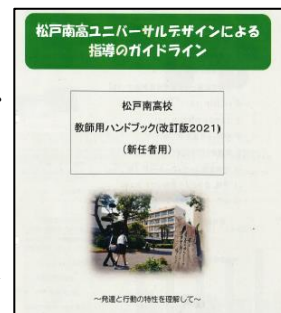 松戸南高ユニバーサルデザインによる
指導のガイドライン
松戸南高校
教師用ハンドブック(改訂版2021)
(新任者用)
～発達と行動の特性を理解して～